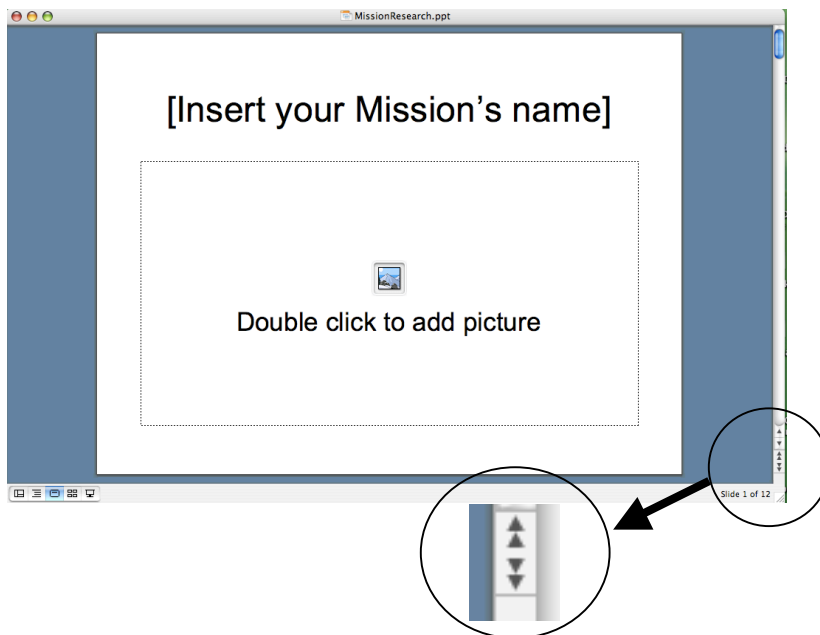 MissionResearch.ppt
[Insert your Mission’s name]
Double click to add picture
Slide 1 of 12